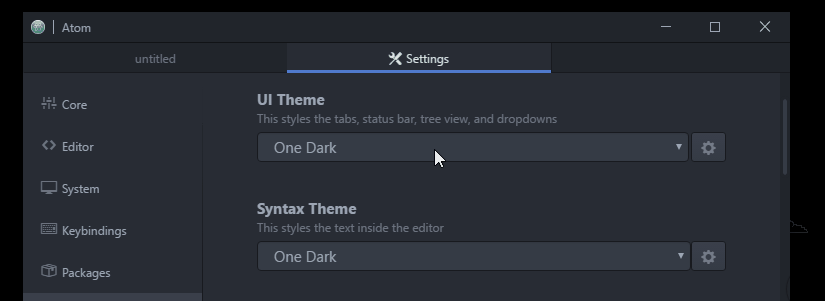 Atom
untitled
Settings
Core
Editor
System
Keybindings
Packages
UI Theme
This styles the tabs, status bar, tree view, and dropdowns
One Dark
Syntax Theme
This styles the text inside the editor
One Dark